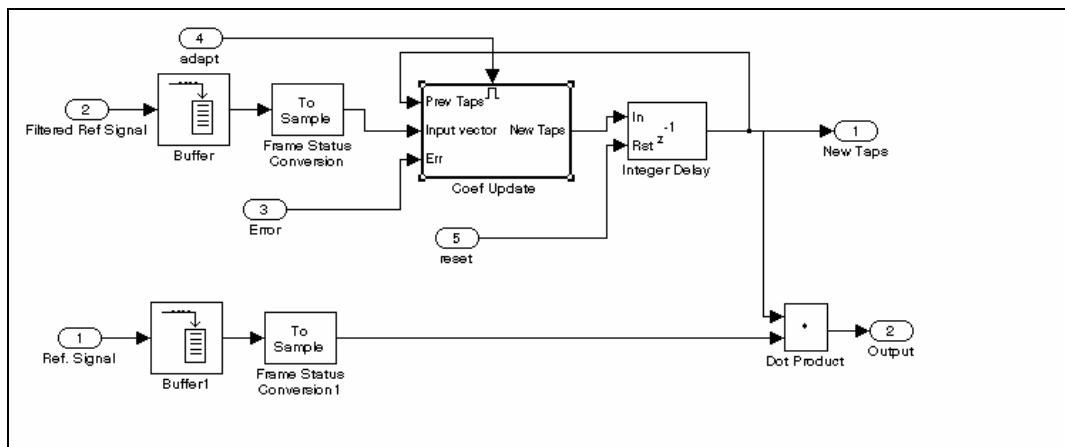 4
adapt
2
Filtered Ref Signal
Buffer
To
Sample
Frame Status
Conversion
Prev Taps
Input vector
Err
New Taps
Coef Update
In
Rst
z
-1
Integer Delay
1
New Taps
3
Error
5
reset
1
Ref. Signal
Buffer1
To
Sample
Frame Status
Conversion1
Dot Product
2
Output